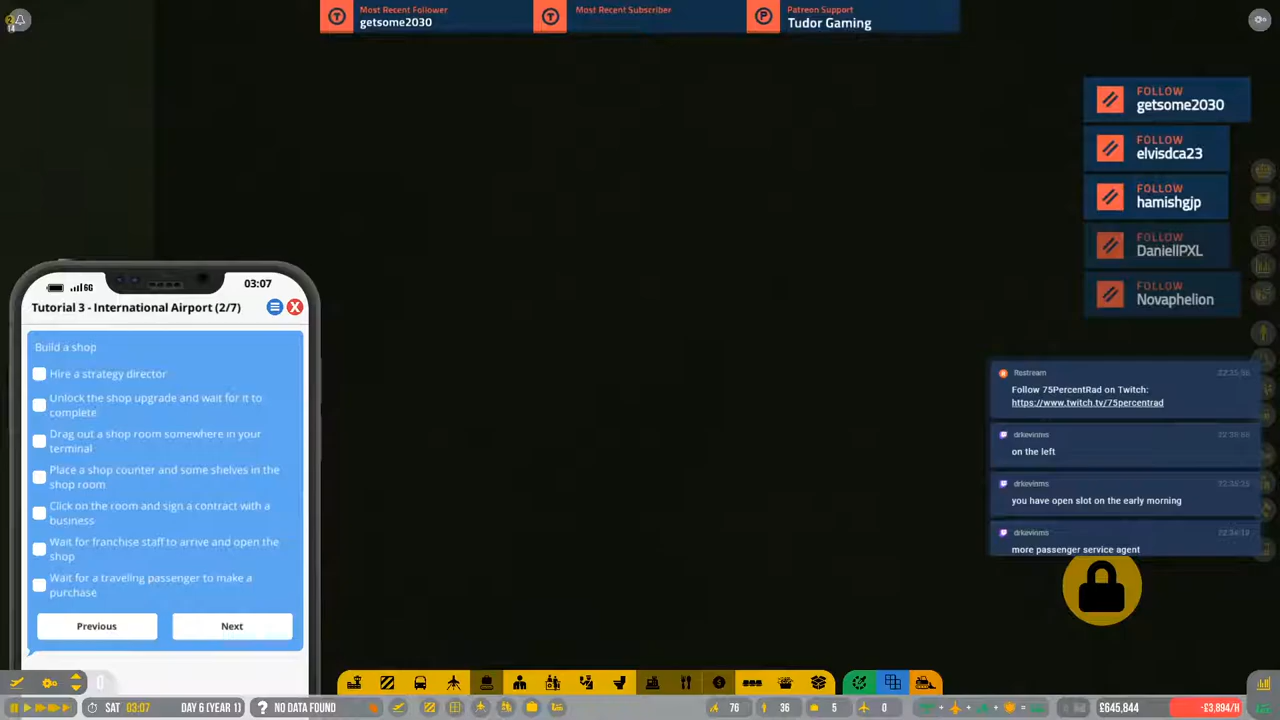 Most Recent Follower
getsome2030
Most Recent Subscriber
Patreon Support
Tudor Gaming
14
FOLLOW
getsome2030
FOLLOW
elvisdca23
FOLLOW
hamishgjp
FOLLOW
DaniellPXL
FOLLOW
Novaphelion
6G
03:07
Tutorial 3 - International Airport (2/7)
Build a shop
Hire a strategy director
Unlock the shop upgrade and wait for it to
complete
Drag out a shop room somewhere in your
terminal
Place a shop counter and some shelves in the
shop room
Click on the room and sign a contract with a
business
Wait for franchise staff to arrive and open the
shop
Wait for a traveling passenger to make a
purchase
Previous
Next
Restream
Follow 75PercentRad on Twitch:
https://www.twitch.tv/75percentrad
drkevinms
on the left
drkevinms
you have open slot on the early morning
drkevinms
more passenger service agent
SAT 03:07
DAY 6 (YEAR 1)
? NO DATA FOUND
76
36
5
0
£645,844
-£3,894/H